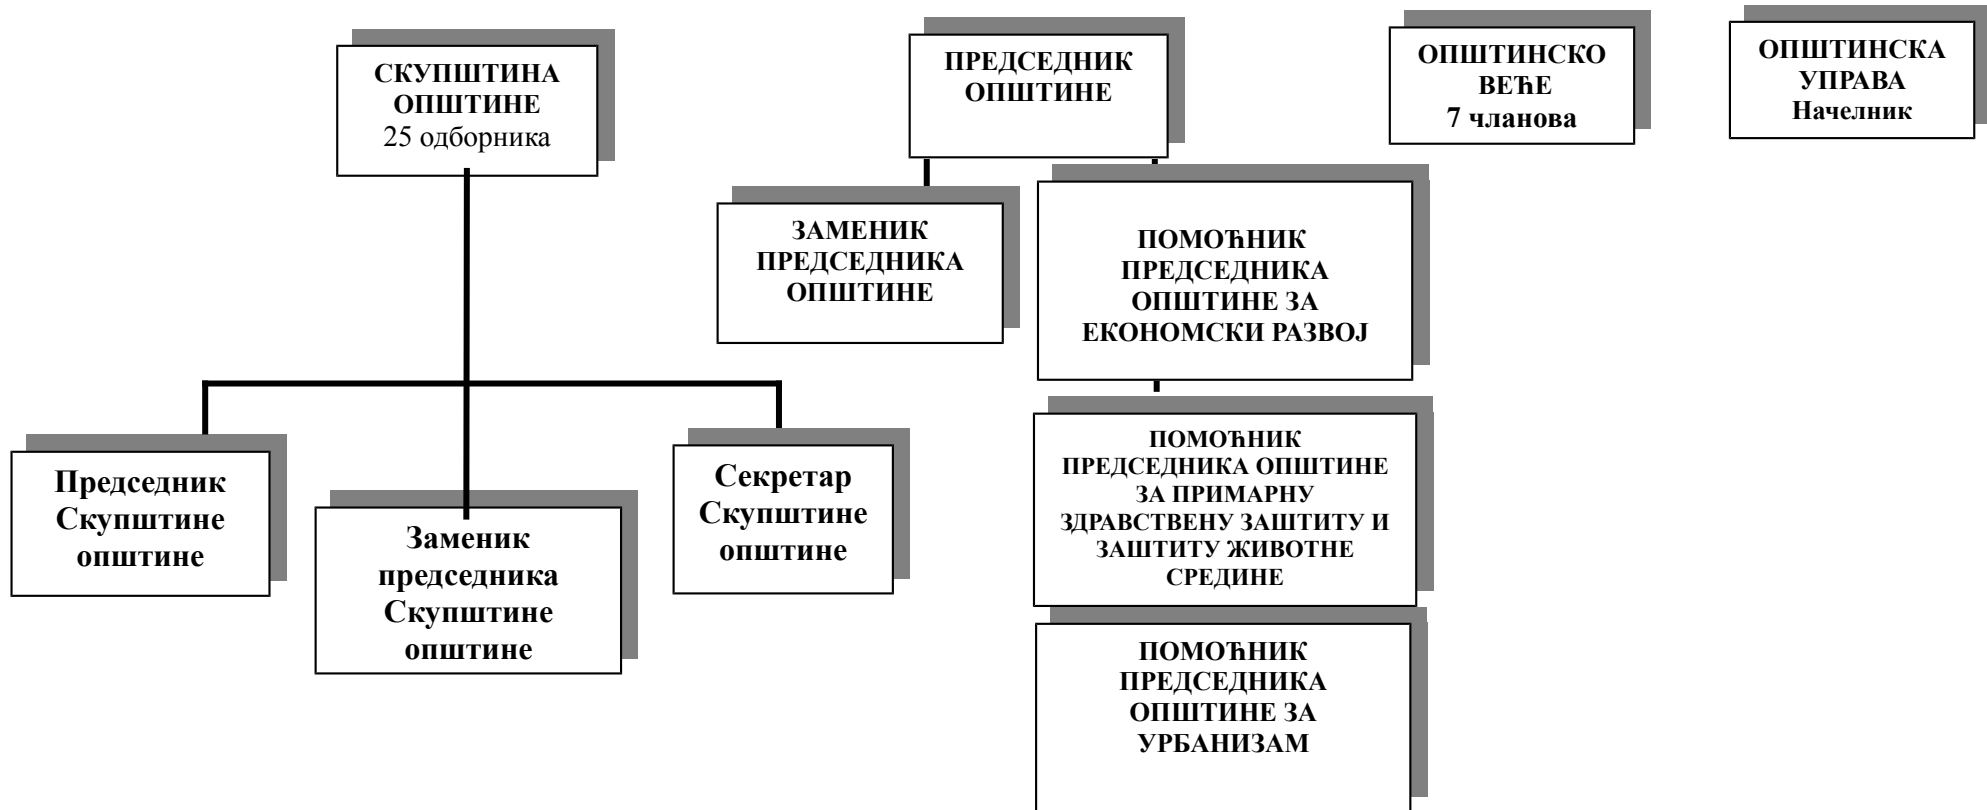 СКУПШТИНА
ОПШТИНЕ
25 одборника
ПРЕДСЕДНИК
ОПШТИНЕ
ОПШТИНСКО
ВЕЋЕ
7 чланова
ОПШТИНСКА
УПРАВА
Начелник
ЗАМЕНИК
ПРЕДСЕДНИКА
ОПШТИНЕ
ПОМОЋНИК
ПРЕДСЕДНИКА
ОПШТИНЕ ЗА
ЕКОНОМСКИ РАЗВОЈ
Председник
Скупштине
општине
Заменик
председника
Скупштине
општине
Секретар
Скупштине
општине
ПОМОЋНИК
ПРЕДСЕДНИКА ОПШТИНЕ
ЗА ПРИМАРНУ
ЗДРАВСТВЕНУ ЗАШТИТУ И
ЗАШТИТУ ЖИВОТНЕ
СРЕДИНЕ
ПОМОЋНИК
ПРЕДСЕДНИКА
ОПШТИНЕ ЗА
УРБАНИЗАМ